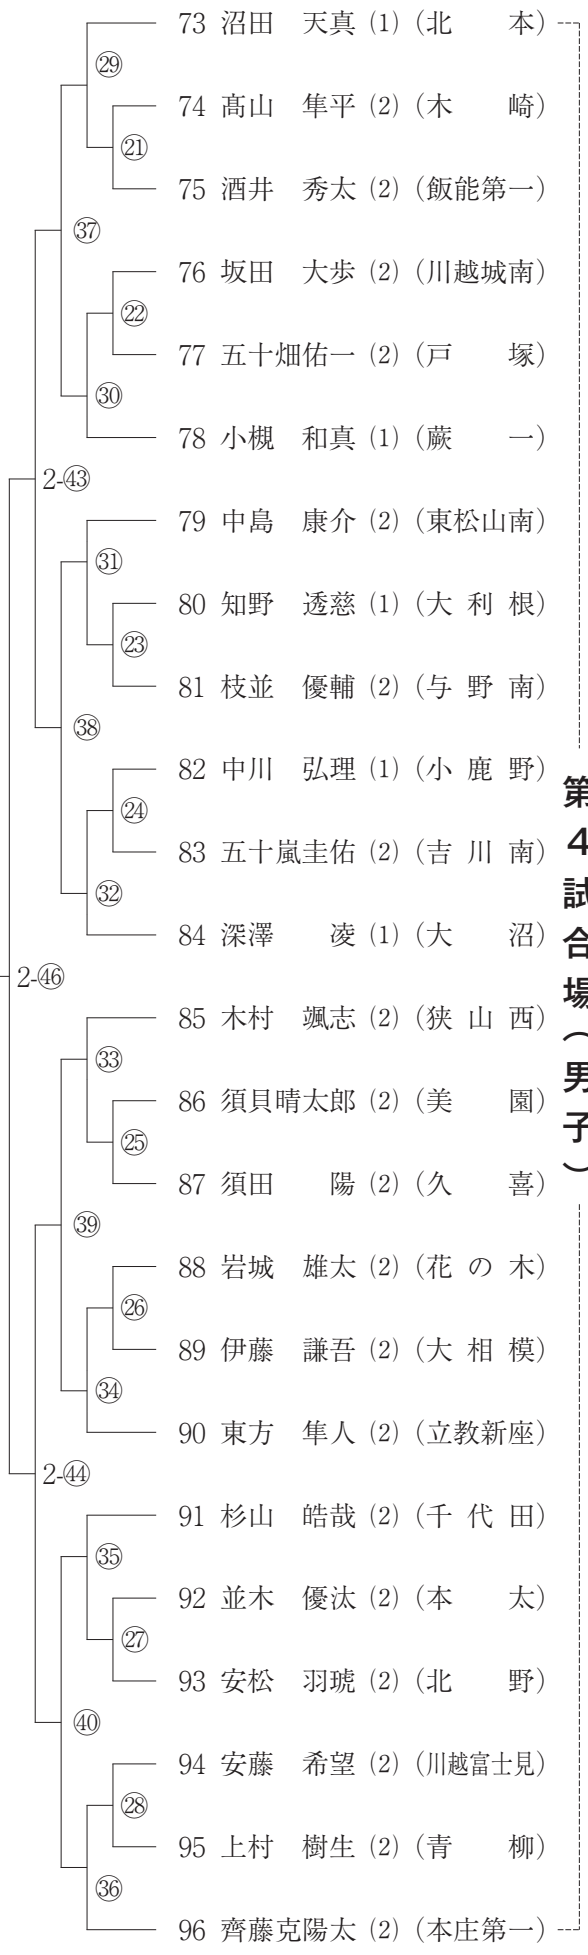 73 沼田　天真 (1)（北　　本）
㉙
74 髙山　隼平 (2)（木　　崎）
㉑
75 酒井　秀太 (2)（飯能第一）
㊲
76 坂田　大歩 (2)（川越城南）
㉒
77 五十畑佑一 (2)（戸　　塚）
㉚
78 小槻　和真 (1)（蕨　　一）
2-㊸
79 中島　康介 (2)（東松山南）
㉛
80 知野　透慈 (1)（大 利 根）
㉓
81 枝並　優輔 (2)（与 野 南）
㊳
82 中川　弘理 (1)（小 鹿 野）
㉔
83 五十嵐圭佑 (2)（吉 川 南）
㉜
84 深澤　　凌 (1)（大　　沼）
2-㊻
85 木村　颯志 (2)（狭 山 西）
㉝
86 須貝晴太郎 (2)（美　　園）
㉕
87 須田　　陽 (2)（久　　喜）
㊴
88 岩城　雄太 (2)（花 の 木）
㉖
89 伊藤　謙吾 (2)（大 相 模）
㉞
90 東方　隼人 (2)（立教新座）
2-㊹
91 杉山　皓哉 (2)（千 代 田）
㉟
92 並木　優汰 (2)（本　　太）
㉗
93 安松　羽琥 (2)（北　　野）
㊵
94 安藤　希望 (2)（川越富士見）
㉘
95 上村　樹生 (2)（青　　柳）
㊱
96 齊藤克陽太 (2)（本庄第一）
第４試合場（男子）